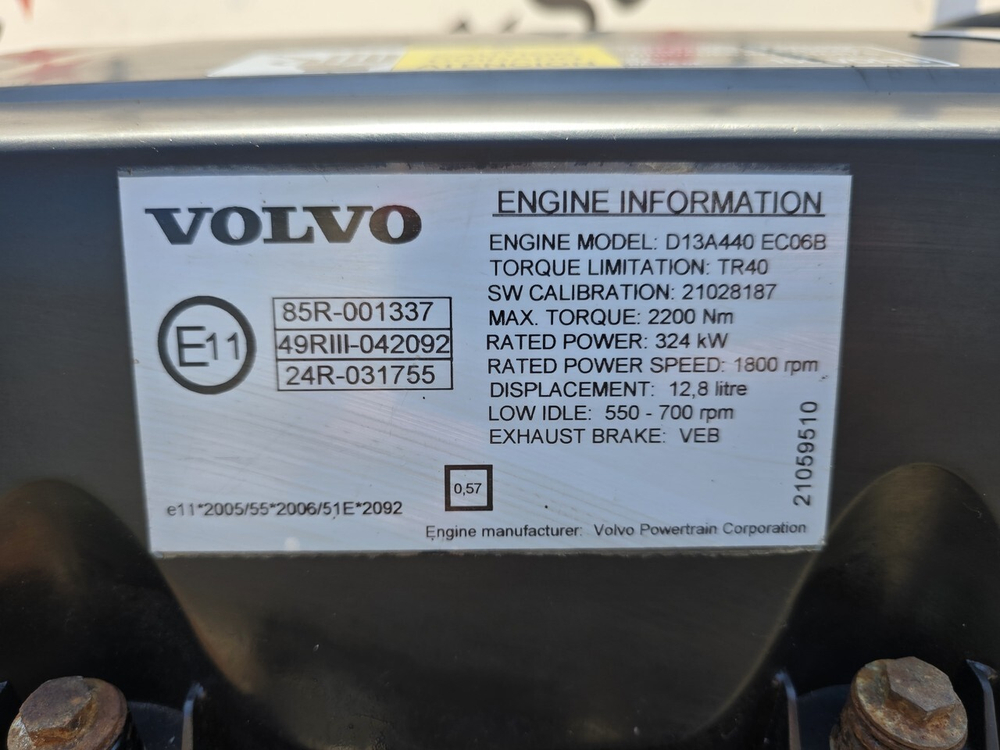 VOLVO
E11
85R-001337
49RIII-042092
24R-031755
ENGINE INFORMATION
ENGINE MODEL: D13A440 EC06B
TORQUE LIMITATION: TR40
SW CALIBRATION: 21028187
MAX. TORQUE: 2200 Nm
RATED POWER: 324 kW
RATED POWER SPEED: 1800 rpm
DISPLACEMENT: 12,8 litre
LOW IDLE: 550 - 700 rpm
EXHAUST BRAKE: VEB
21059510
0,57
e11*2005/55*2006/51E*2092
Engine manufacturer: Volvo Powertrain Corporation